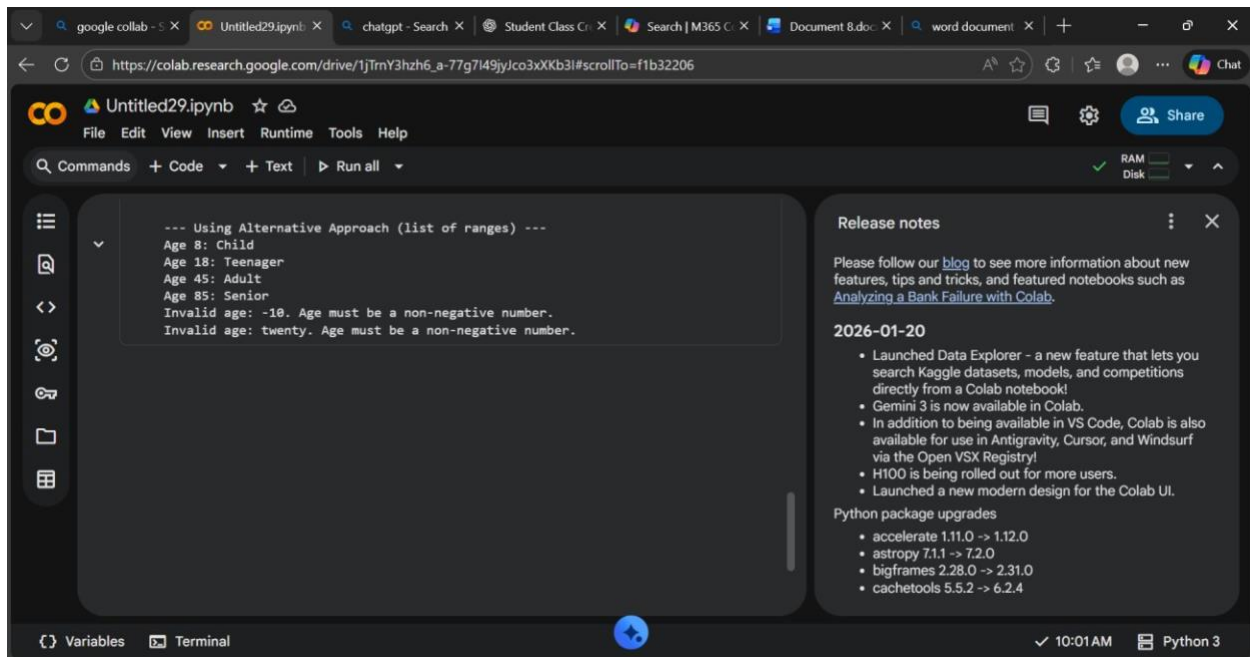 google collab - S
Untitled29.ipynb
chatgpt - Search
Student Class Cr
Search | M365 C
Document 8.doc
word document
https://colab.research.google.com/drive/1jTrnY3hzh6_a-77g7I49jyJco3xXKb3I#scrollTo=f1b32206
Chat
CO
Untitled29.ipynb
File Edit View Insert Runtime Tools Help
Share
Commands + Code + Text Run all
RAM
Disk
--- Using Alternative Approach (list of ranges) ---
Age 8: Child
Age 18: Teenager
Age 45: Adult
Age 85: Senior
Invalid age: -10. Age must be a non-negative number.
Invalid age: twenty. Age must be a non-negative number.
Release notes
Please follow our blog to see more information about new
features, tips and tricks, and featured notebooks such as
Analyzing a Bank Failure with Colab.
2026-01-20
• Launched Data Explorer - a new feature that lets you
search Kaggle datasets, models, and competitions
directly from a Colab notebook!
• Gemini 3 is now available in Colab.
• In addition to being available in VS Code, Colab is also
available for use in Antigravity, Cursor, and Windsurf
via the Open VSX Registry!
• H100 is being rolled out for more users.
• Launched a new modern design for the Colab UI.
Python package upgrades
• accelerate 1.11.0 -> 1.12.0
• astropy 7.1.1 -> 7.2.0
• bigframes 2.28.0 -> 2.31.0
• cachetools 5.5.2 -> 6.2.4
Variables Terminal
10:01 AM Python 3